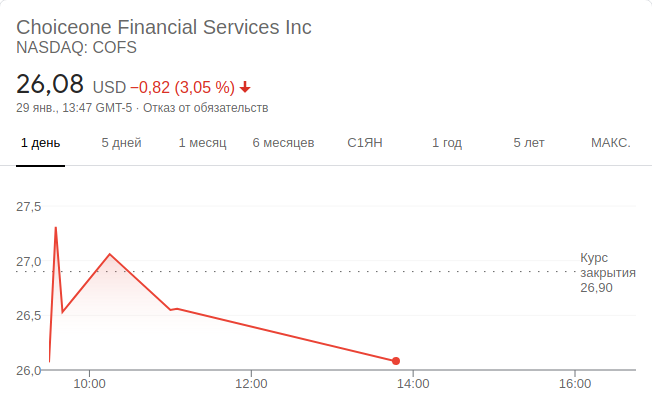 Choiceone Financial Services Inc
NASDAQ: COFS
26,08 USD −0,82 (3,05 %)
29 янв., 13:47 GMT-5 · Отказ от обязательств
1 день 5 дней 1 месяц 6 месяцев С1ЯН 1 год 5 лет МАКС.
27,5
27,0
26,5
26,0
Курс
закрытия
26,90
10:00 12:00 14:00 16:00